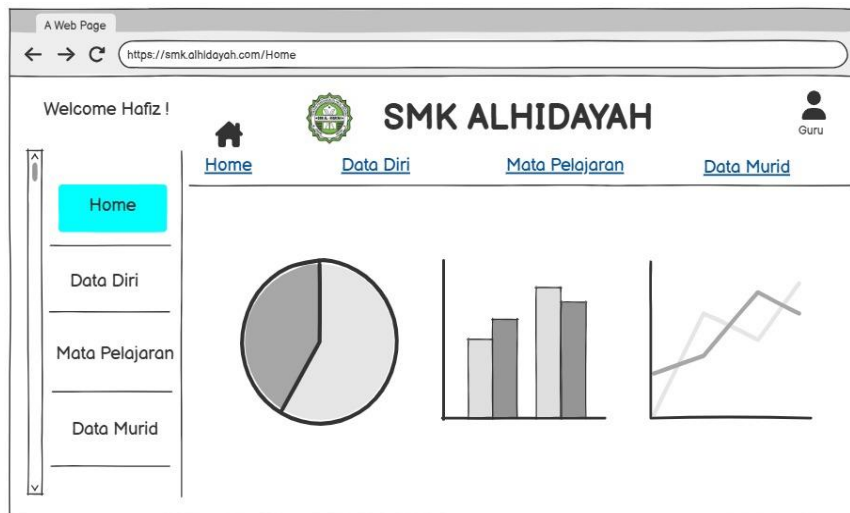 A Web Page
https://smk.alhidayah.com/Home
Welcome Hafiz !
SMK ALHIDAYAH
Guru
Home
Data Diri
Mata Pelajaran
Data Murid
Home
Data Diri
Mata Pelajaran
Data Murid